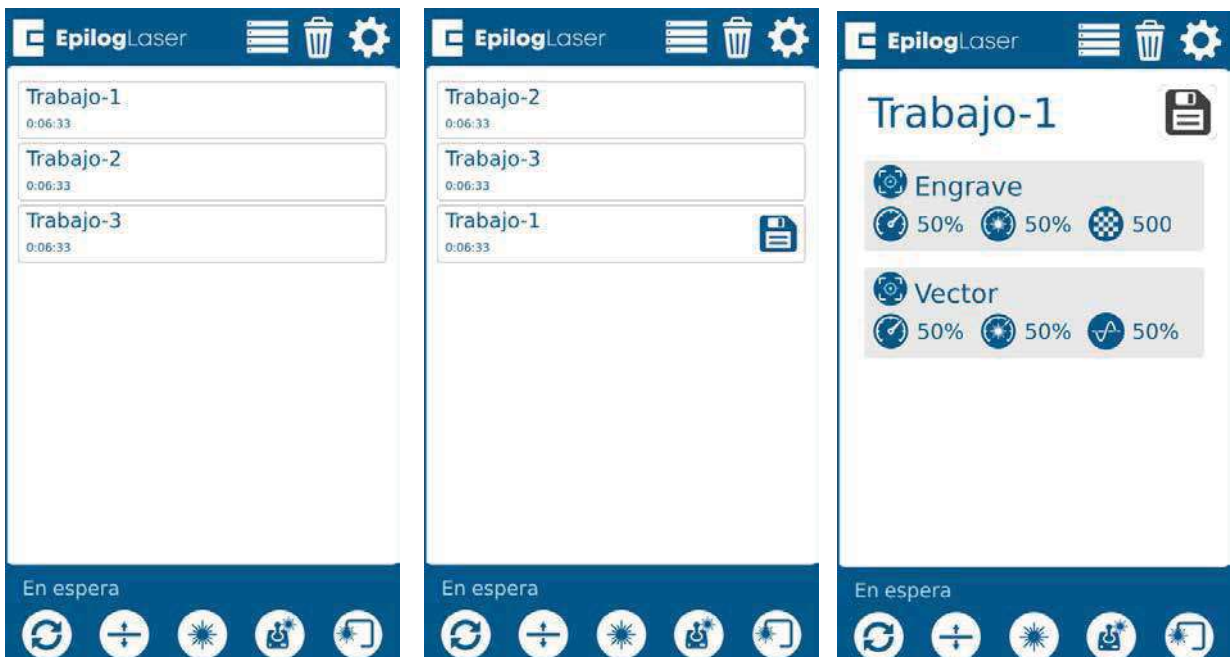 EpilogLaser
Trabajo-1
0:06:33
Trabajo-2
0:06:33
Trabajo-3
0:06:33
En espera
EpilogLaser
Trabajo-2
0:06:33
Trabajo-3
0:06:33
Trabajo-1
0:06:33
En espera
EpilogLaser
Trabajo-1
Engrave
50% 50% 500
Vector
50% 50% 50%
En espera